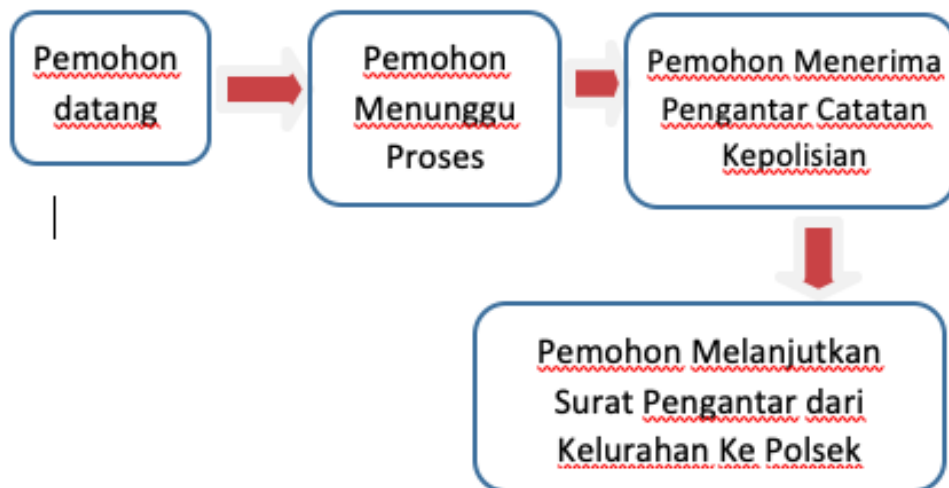 Pemohon
datang
Pemohon
Menunggu
Proses
Pemohon Menerima
Pengantar Catatan
Kepolisian
Pemohon Melanjutkan
Surat Pengantar dari
Kelurahan Ke Polsek